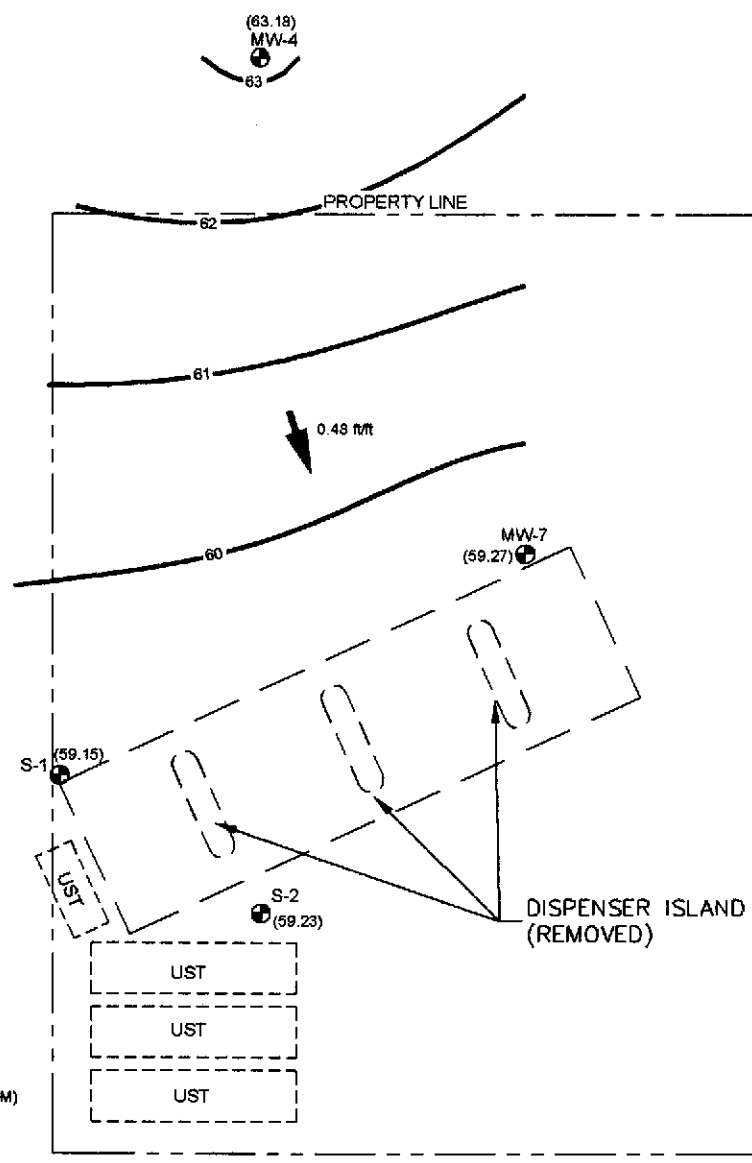 (63.18)
MW-4
63
PROPERTY LINE
62
61
0.48 ft/ft
60
MW-7
(59.27)
S-1 (59.15)
UST
S-2
(59.23)
DISPENSER ISLAND
(REMOVED)
UST
UST
UST
M)